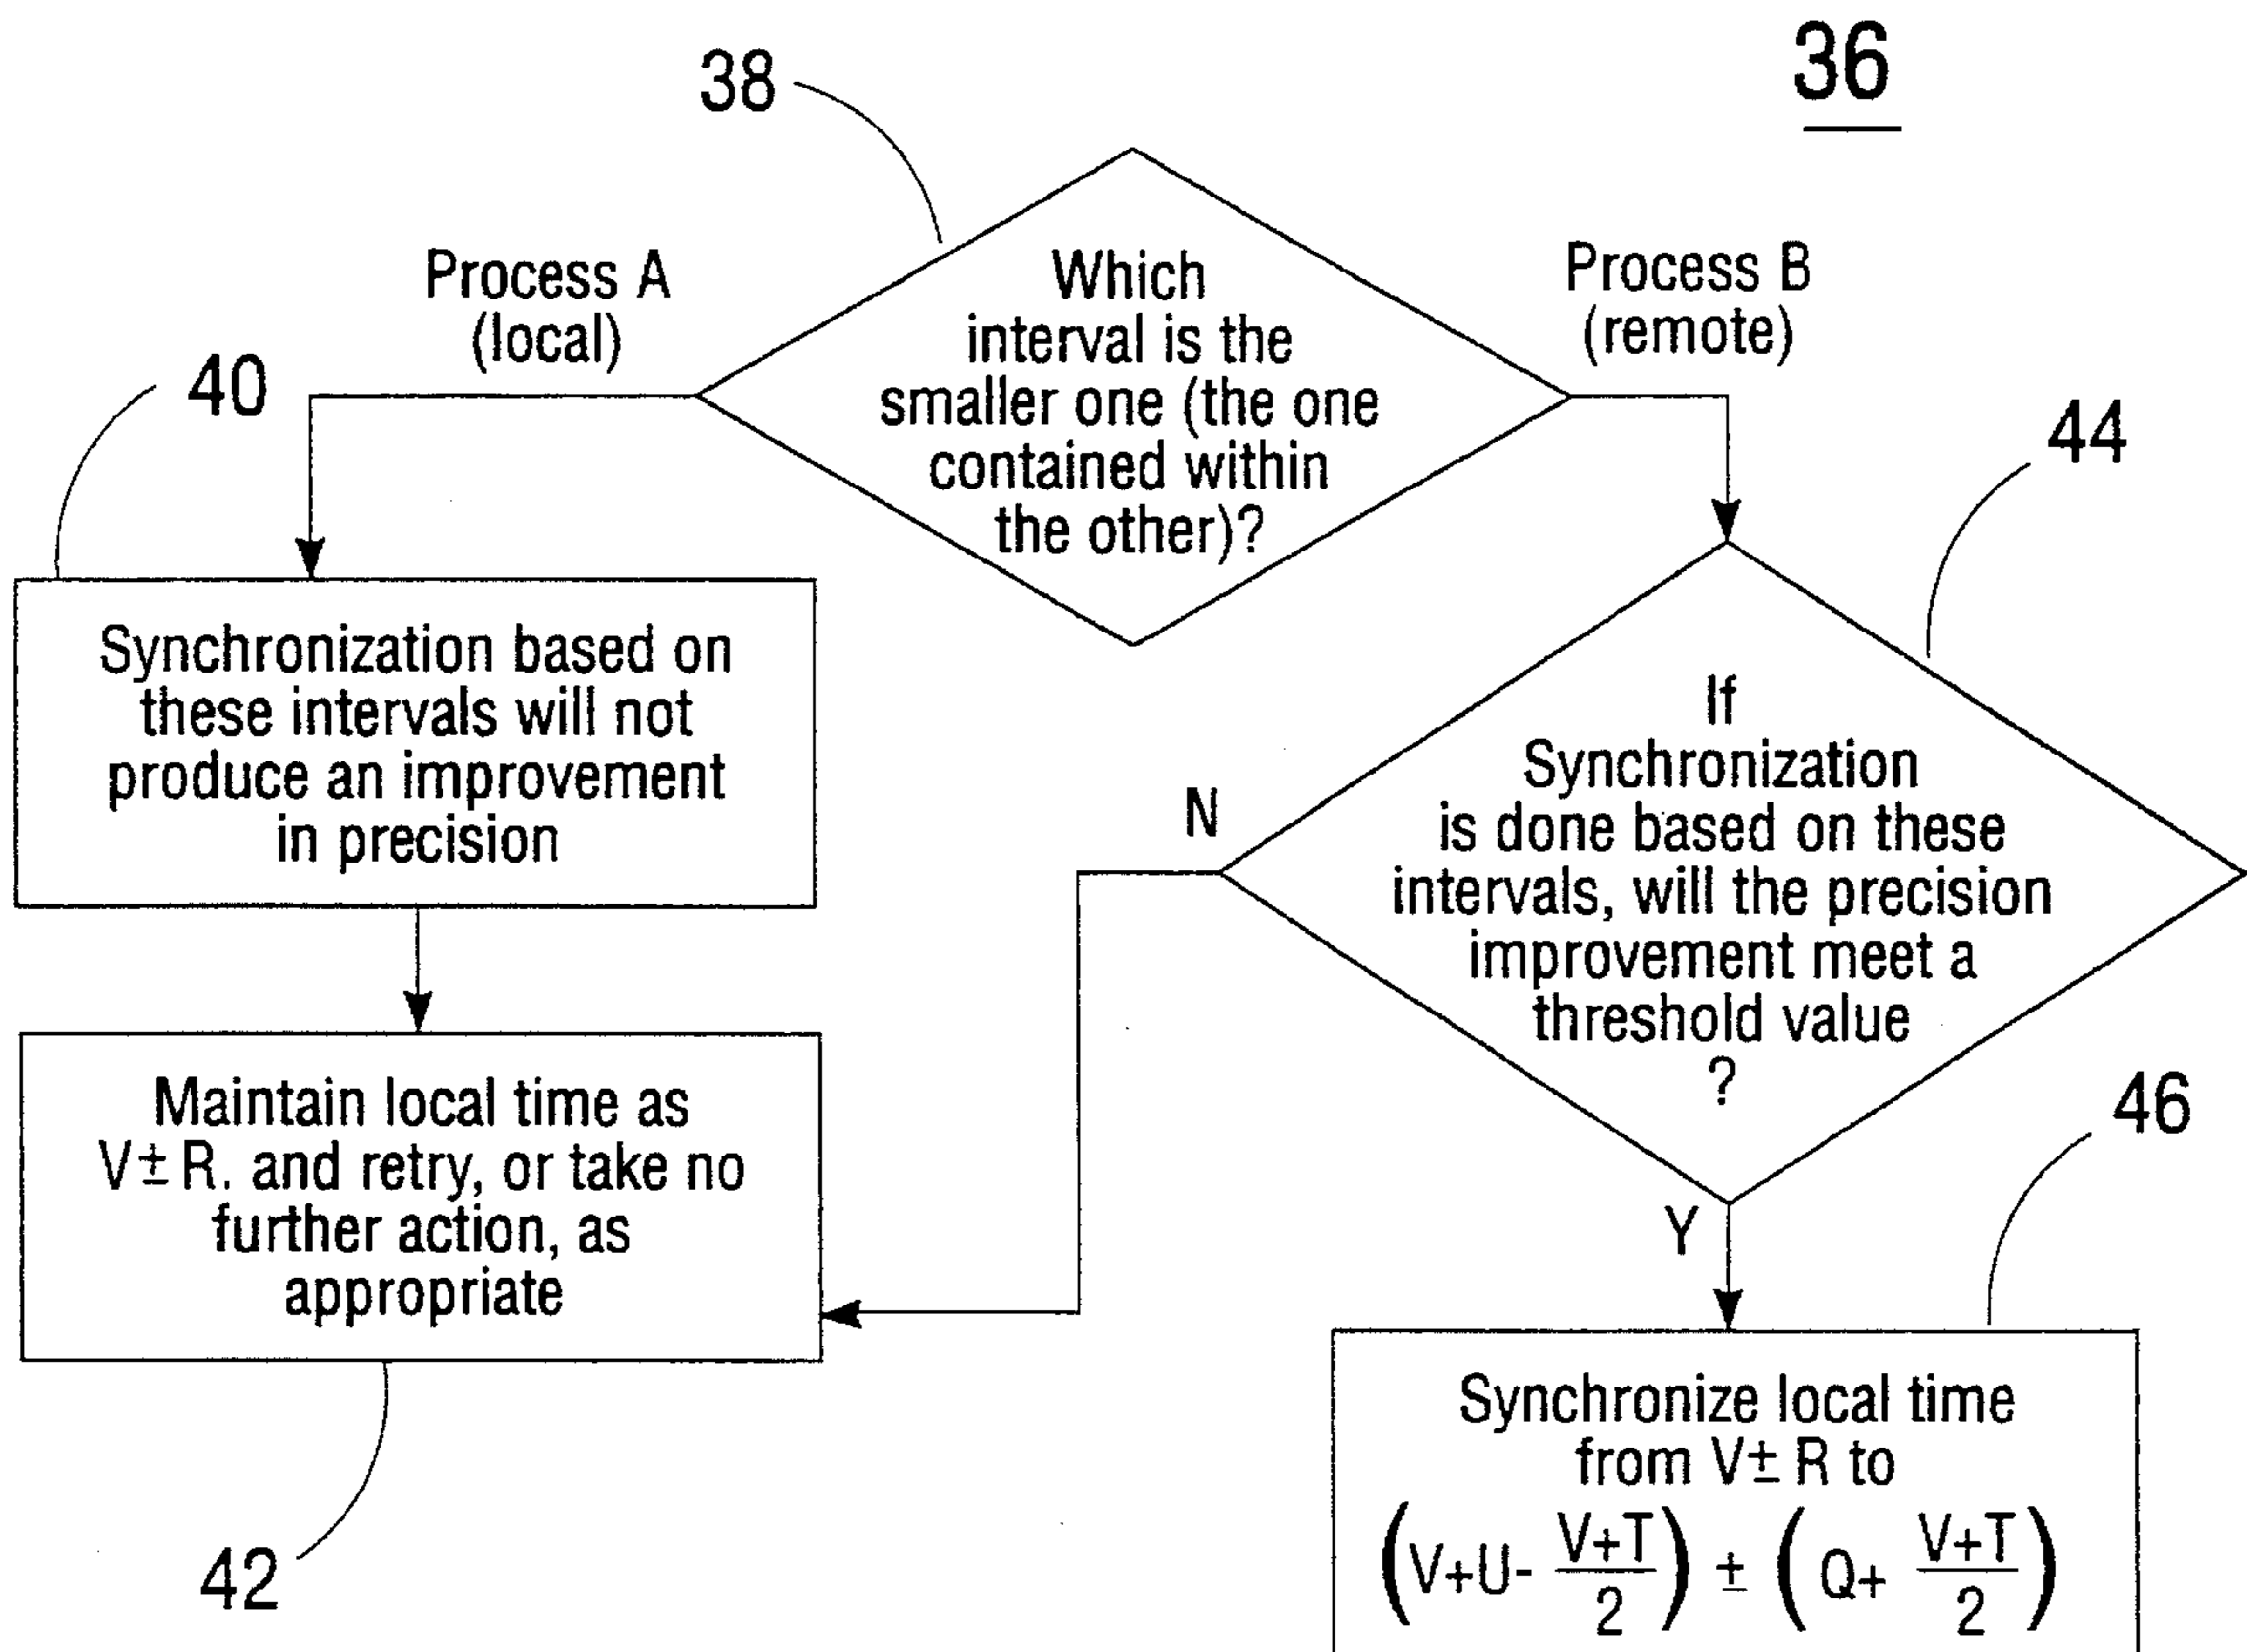 36
38
Process A
(local)
Which
interval is the
smaller one (the one
contained within
the other)?
Process B
(remote)
40
44
Synchronization based on
these intervals will not
produce an improvement
in precision
If
Synchronization
is done based on these
intervals, will the precision
improvement meet a
threshold value
?
N
Y
Maintain local time as
V± R. and retry, or take no
further action, as
appropriate
42
46
Synchronize local time
from V± R to
(V+U- V+T/2) ± (Q+ V+T/2)